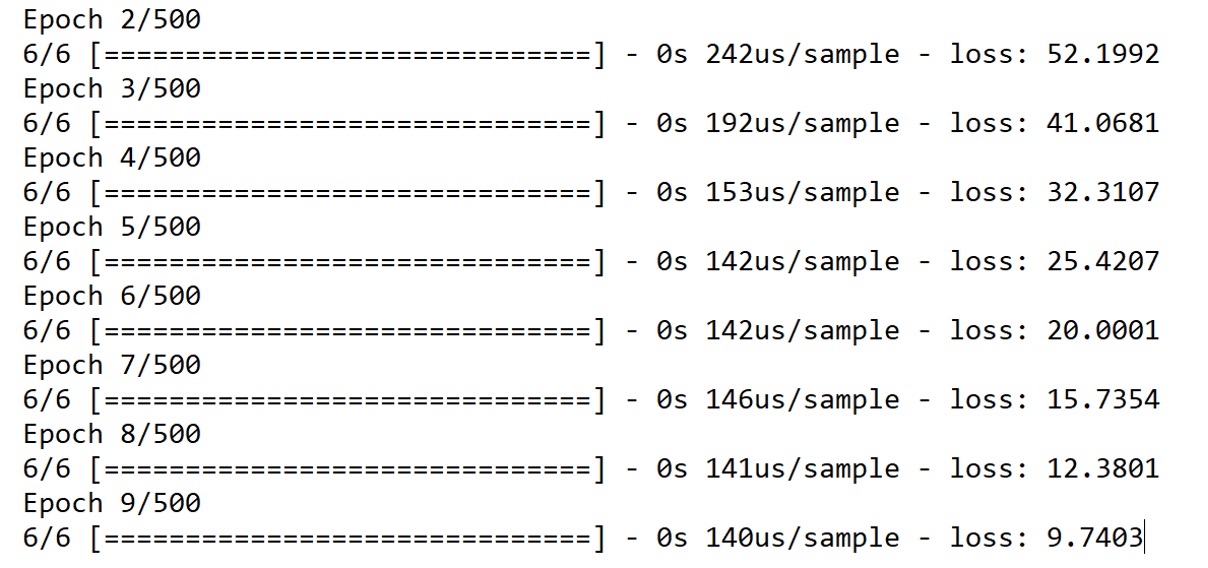 Epoch 2/500
6/6 [==============================] - 0s 242us/sample - loss: 52.1992
Epoch 3/500
6/6 [==============================] - 0s 192us/sample - loss: 41.0681
Epoch 4/500
6/6 [==============================] - 0s 153us/sample - loss: 32.3107
Epoch 5/500
6/6 [==============================] - 0s 142us/sample - loss: 25.4207
Epoch 6/500
6/6 [==============================] - 0s 142us/sample - loss: 20.0001
Epoch 7/500
6/6 [==============================] - 0s 146us/sample - loss: 15.7354
Epoch 8/500
6/6 [==============================] - 0s 141us/sample - loss: 12.3801
Epoch 9/500
6/6 [==============================] - 0s 140us/sample - loss: 9.7403